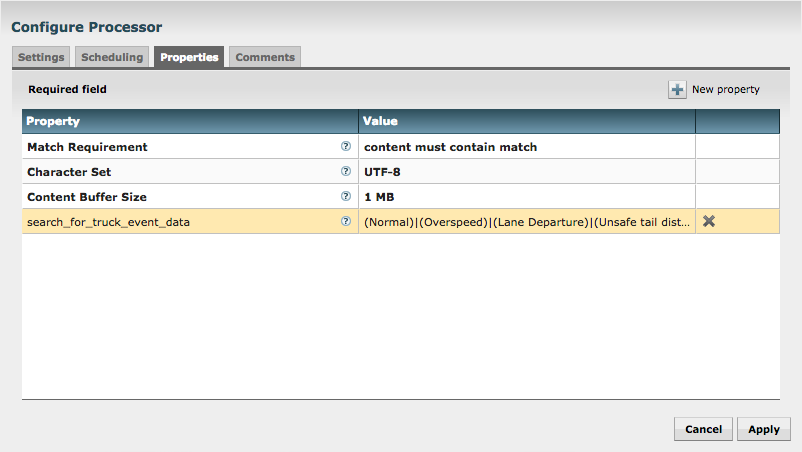 Configure Processor
Settings Scheduling Properties Comments
Required field New property
Property Value
Match Requirement ? content must contain match
Character Set ? UTF-8
Content Buffer Size ? 1 MB
search_for_truck_event_data ? (Normal)|(Overspeed)|(Lane Departure)|(Unsafe tail dist...
Cancel Apply